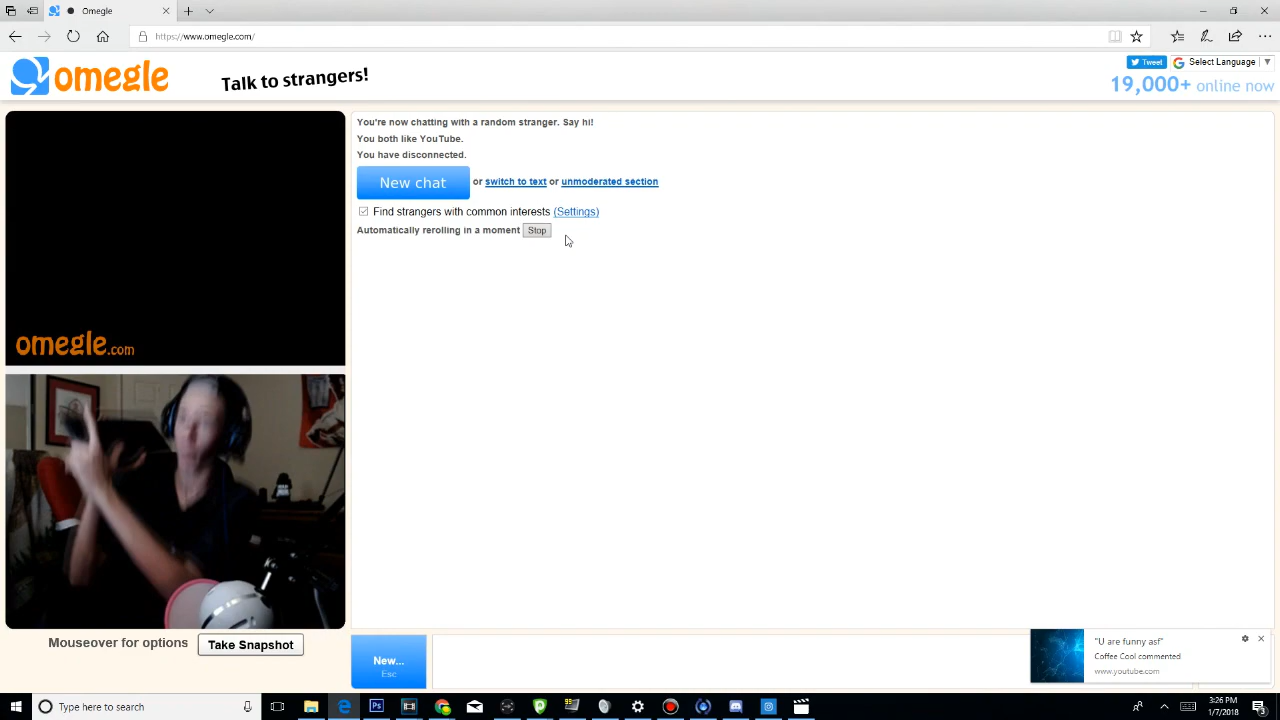 Omegle
https://www.omegle.com/
omegle
Talk to strangers!
Tweet
Select Language
19,000+ online now
You're now chatting with a random stranger. Say hi!
You both like YouTube.
You have disconnected.
New chat or switch to text or unmoderated section
Find strangers with common interests (Settings)
Automatically rerolling in a moment Stop
omegle.com
Mouseover for options Take Snapshot
New...
Esc
"U are funny asf"
Coffee Cool commented
www.youtube.com
Type here to search
3:26 PM
1/7/2018